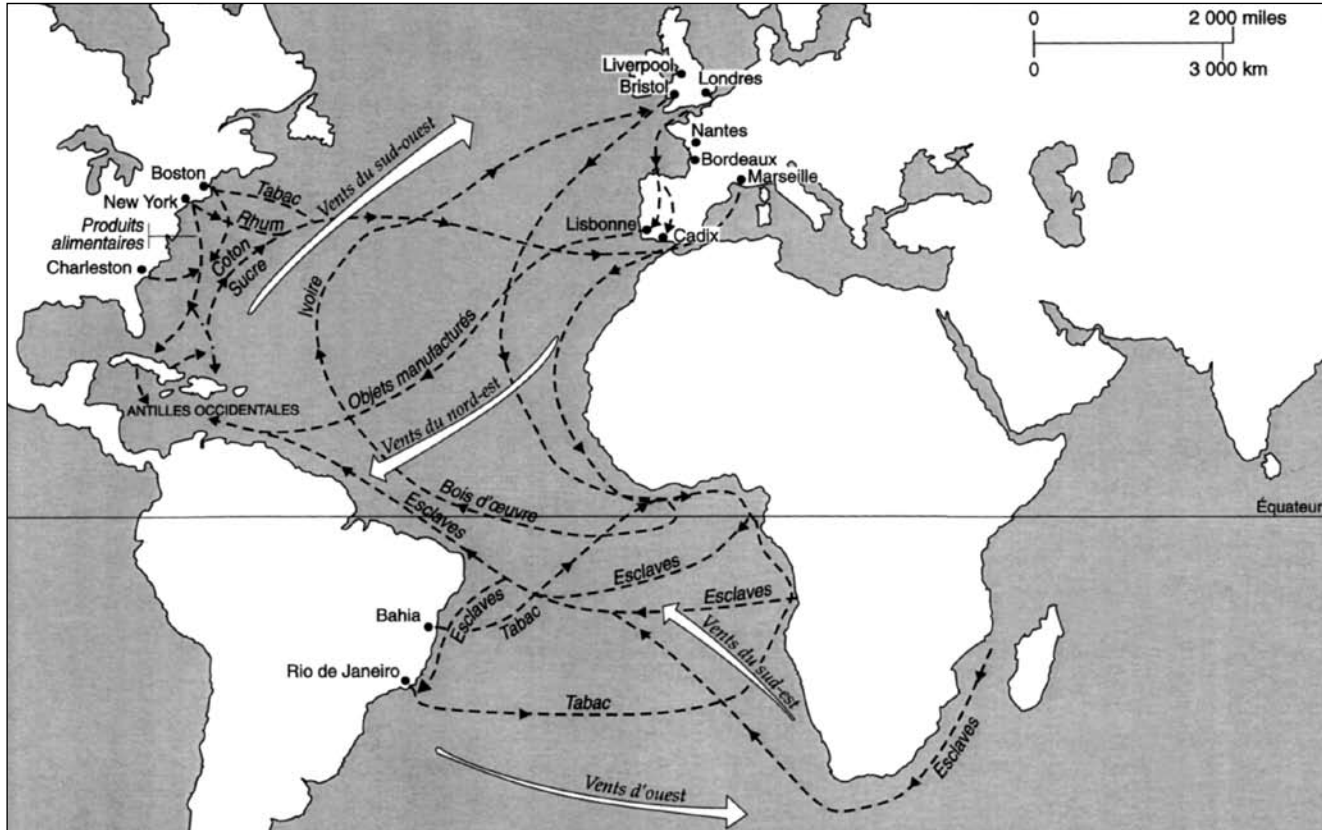 0 2 000 miles
0 3 000 km
Liverpool
Bristol
Londres
Nantes
Bordeaux
Marseille
Lisbonne
Cadix
Boston
New York
Produits
alimentaires
Charleston
Tabac
Rhum
Coton
Sucre
Vents du sud-ouest
Ivoire
Objets manufacturés
Vents du nord-est
ANTILLES OCCIDENTALES
Bois d'œuvre
Esclaves
Équateur
Esclaves
Esclaves
Esclaves
Tabac
Bahia
Rio de Janeiro
Tabac
Vents du sud-est
Esclaves
Vents d'ouest